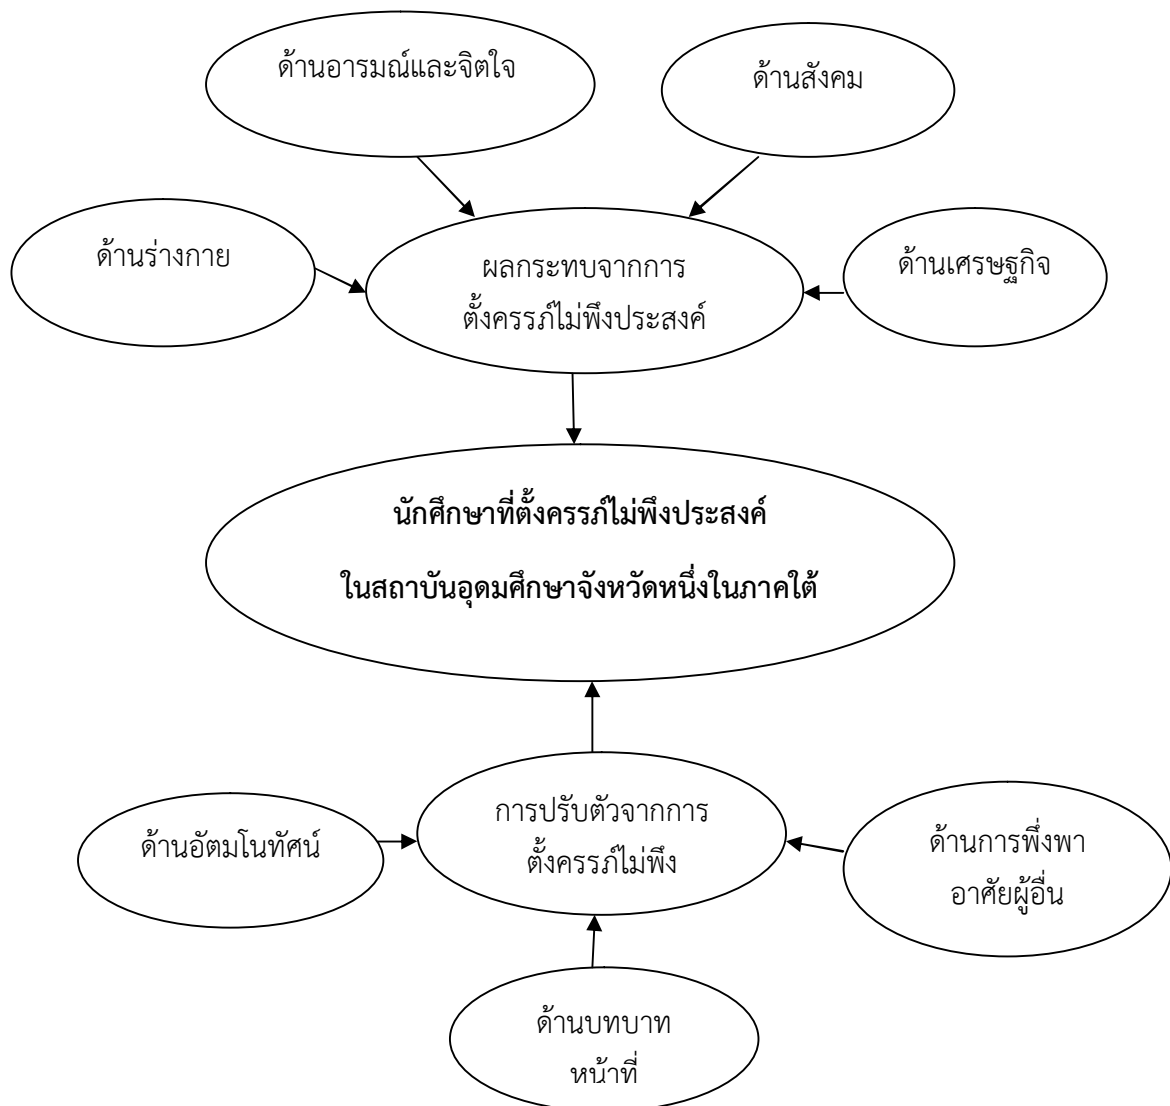 ด้านอารมณ์และจิตใจ
ด้านสังคม
ด้านร่างกาย
ผลกระทบจากการ
ตั้งครรภ์ไม่พึงประสงค์
ด้านเศรษฐกิจ
นักศึกษาที่ตั้งครรภ์ไม่พึงประสงค์
ในสถาบันอุดมศึกษาจังหวัดหนึ่งในภาคใต้
ด้านอัตมโนทัศน์
การปรับตัวจากการ
ตั้งครรภ์ไม่พึง
ด้านการพึ่งพา
อาศัยผู้อื่น
ด้านบทบาท
หน้าที่